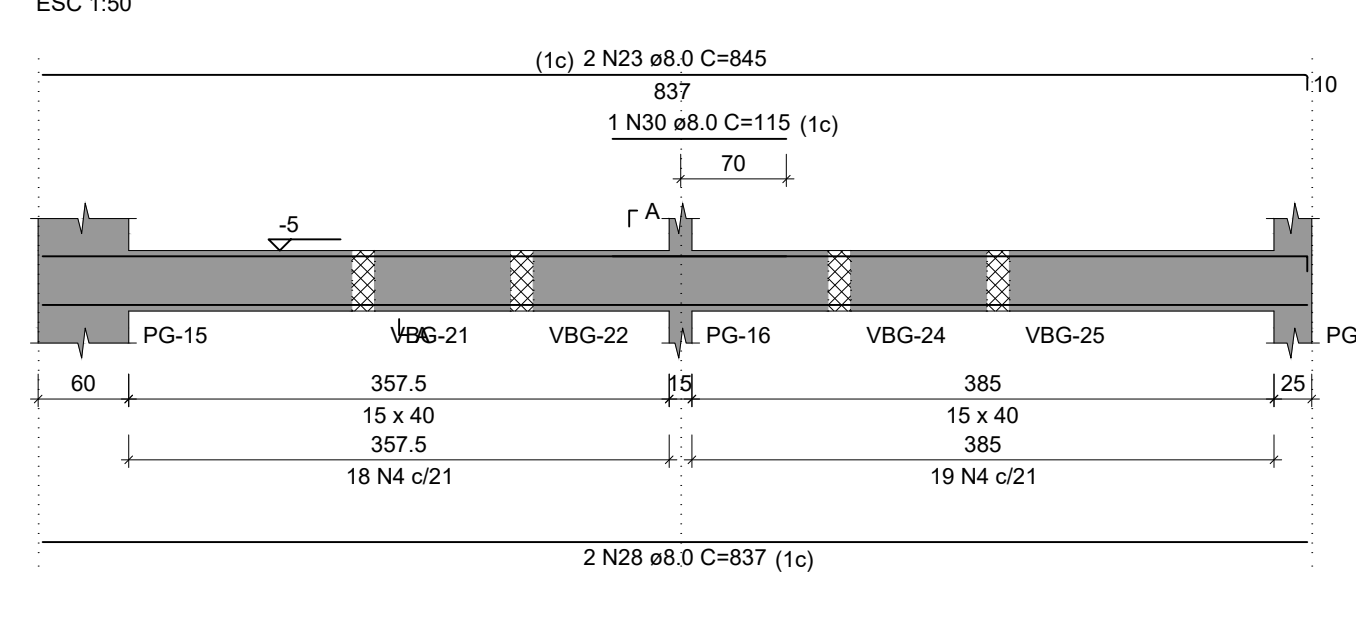 ESC 1:50
(1c) 2 N23 ø8.0 C=845
837
10
1 N30 ø8.0 C=115 (1c)
70
A
-5
PG-15
VBG-21
A
VBG-22
PG-16
VBG-24
VBG-25
PG
60
357.5
15
385
25
15 x 40
15 x 40
357.5
385
18 N4 c/21
19 N4 c/21
2 N28 ø8.0 C=837 (1c)